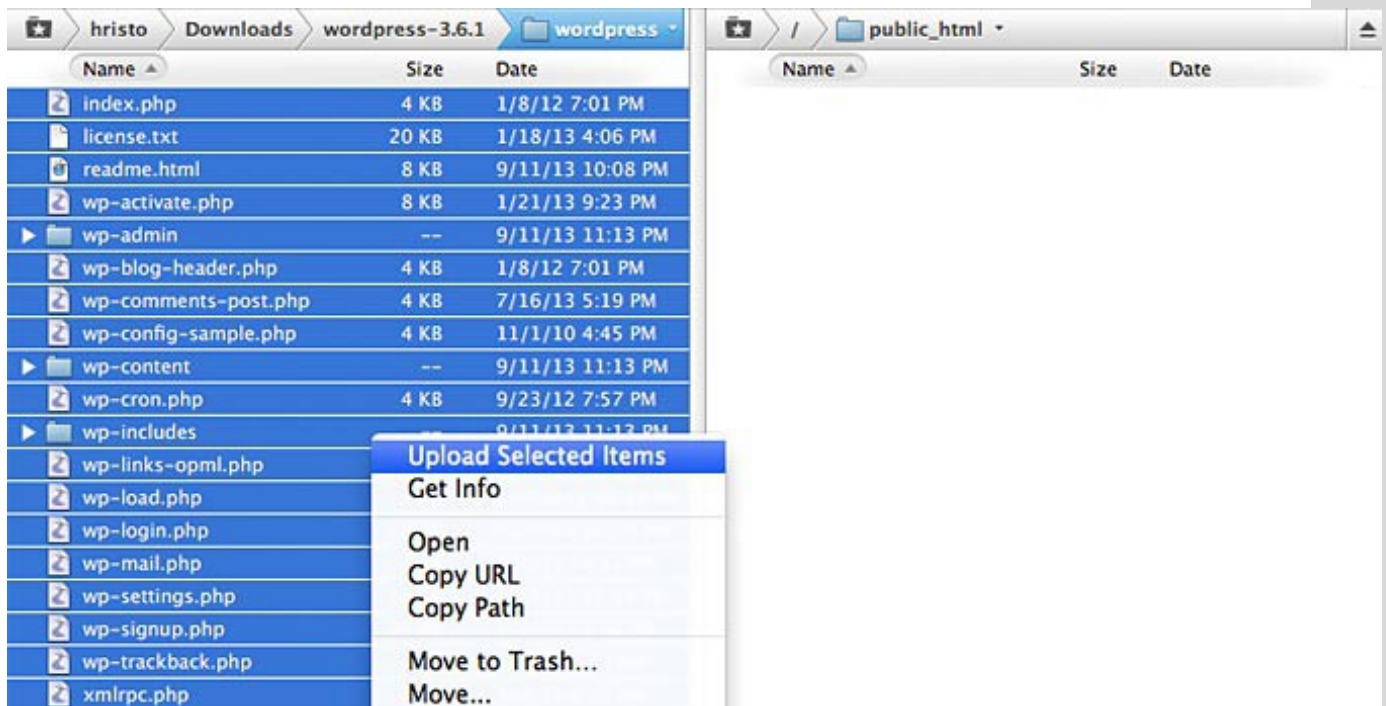 hristo Downloads wordpress-3.6.1 wordpress / public_html
Name Size Date Name Size Date
index.php 4 KB 1/8/12 7:01 PM
license.txt 20 KB 1/18/13 4:06 PM
readme.html 8 KB 9/11/13 10:08 PM
wp-activate.php 8 KB 1/21/13 9:23 PM
wp-admin -- 9/11/13 11:13 PM
wp-blog-header.php 4 KB 1/8/12 7:01 PM
wp-comments-post.php 4 KB 7/16/13 5:19 PM
wp-config-sample.php 4 KB 11/1/10 4:45 PM
wp-content -- 9/11/13 11:13 PM
wp-cron.php 4 KB 9/23/12 7:57 PM
wp-includes -- 9/11/13 11:13 PM
wp-links-opml.php
wp-load.php
wp-login.php
wp-mail.php
wp-settings.php
wp-signup.php
wp-trackback.php
xmlrpc.php
Upload Selected Items
Get Info
Open
Copy URL
Copy Path
Move to Trash...
Move...